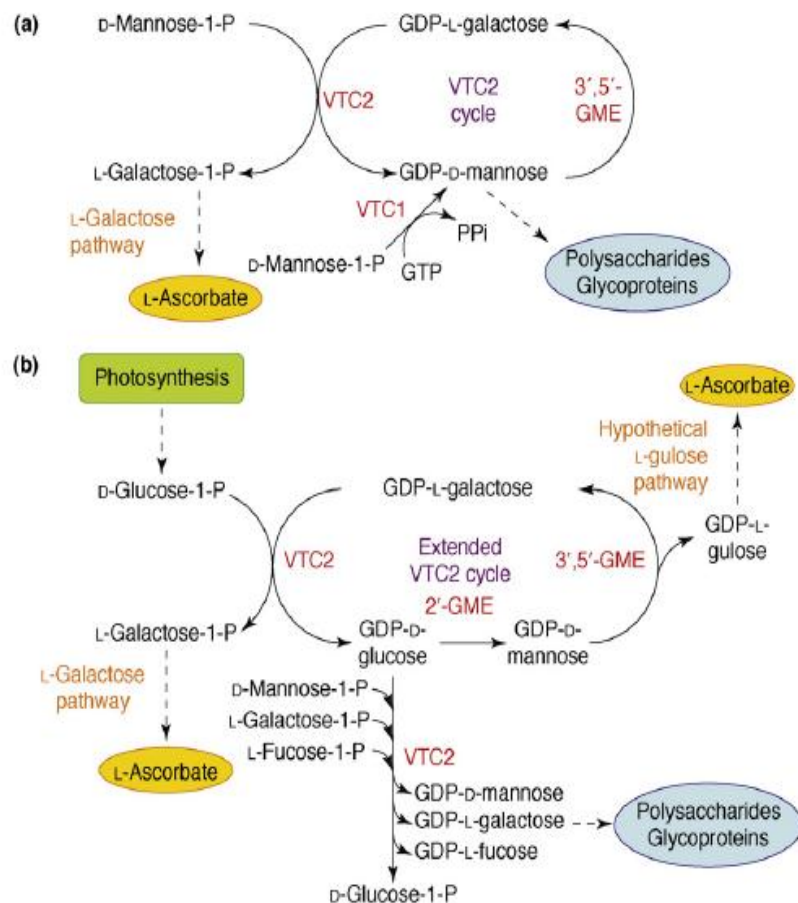 (a)
D-Mannose-1-P
GDP-L-galactose
VTC2
VTC2
cycle
3′,5′-
GME
L-Galactose-1-P
GDP-D-mannose
L-Galactose
pathway
VTC1
PPi
D-Mannose-1-P
GTP
L-Ascorbate
Polysaccharides
Glycoproteins
(b)
Photosynthesis
L-Ascorbate
Hypothetical
L-gulose
pathway
D-Glucose-1-P
GDP-L-galactose
GDP-L-
gulose
VTC2
Extended
VTC2 cycle
3′,5′-GME
2′-GME
L-Galactose-1-P
GDP-D-
glucose
GDP-D-
mannose
L-Galactose
pathway
D-Mannose-1-P
L-Galactose-1-P
L-Fucose-1-P
VTC2
L-Ascorbate
GDP-D-mannose
GDP-L-galactose
GDP-L-fucose
Polysaccharides
Glycoproteins
D-Glucose-1-P